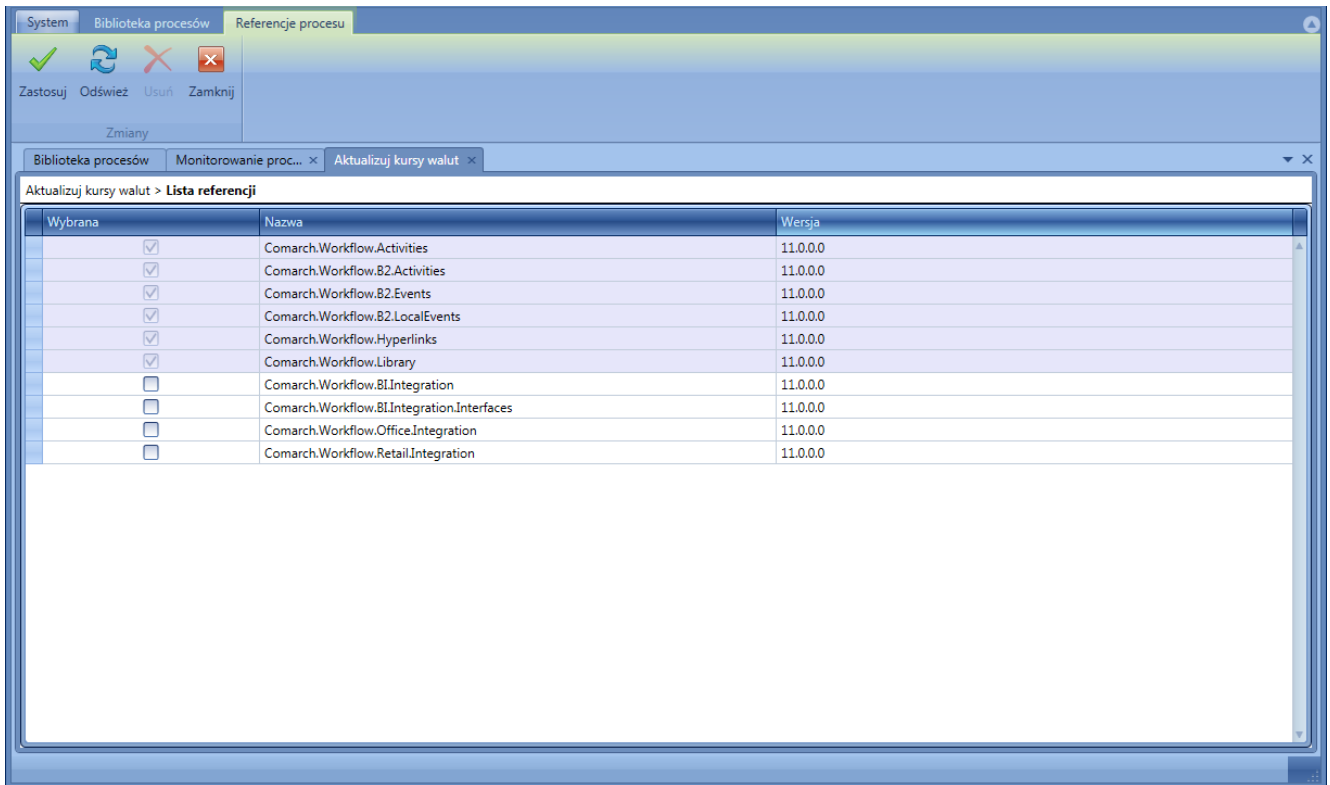 System Biblioteka procesów Referencje procesu
Zastosuj Odśwież Usuń Zamknij
Zmiany
Biblioteka procesów Monitorowanie proc... Aktualizuj kursy walut
Aktualizuj kursy walut > Lista referencji
Wybrana Nazwa Wersja
Comarch.Workflow.Activities 11.0.0.0
Comarch.Workflow.B2.Activities 11.0.0.0
Comarch.Workflow.B2.Events 11.0.0.0
Comarch.Workflow.B2.LocalEvents 11.0.0.0
Comarch.Workflow.Hyperlinks 11.0.0.0
Comarch.Workflow.Library 11.0.0.0
Comarch.Workflow.BI.Integration 11.0.0.0
Comarch.Workflow.BI.Integration.Interfaces 11.0.0.0
Comarch.Workflow.Office.Integration 11.0.0.0
Comarch.Workflow.Retail.Integration 11.0.0.0